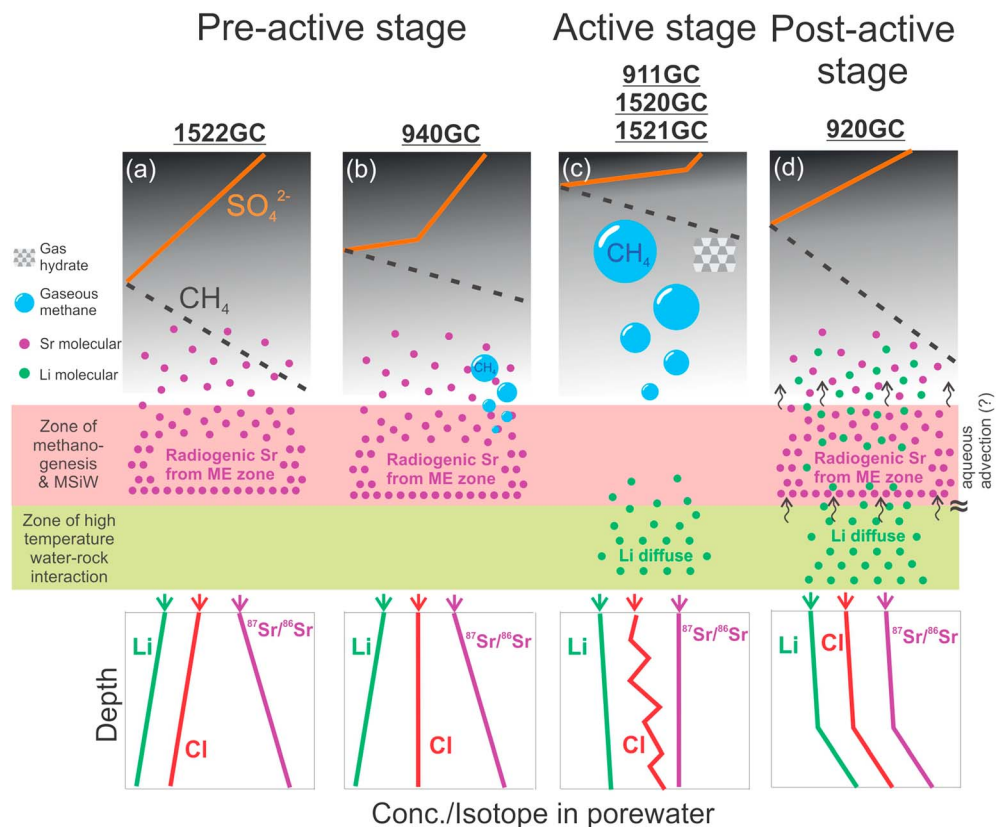 Pre-active stage
Active stage
Post-active
stage
1522GC
940GC
911GC
1520GC
1521GC
920GC
(a)
(b)
(c)
(d)
SO₄²⁻
CH₄
CH₄
CH₄
Gas
hydrate
Gaseous
methane
Sr molecular
Li molecular
Zone of
methano-
genesis
& MSiW
Radiogenic Sr
from ME zone
Radiogenic Sr
from ME zone
Radiogenic Sr
from ME zone
aqueous
advection (?)
≈
Zone of high
temperature
water-rock
interaction
Li diffuse
Li diffuse
Li
Cl
⁸⁷Sr/⁸⁶Sr
Li
Cl
⁸⁷Sr/⁸⁶Sr
Li
Cl
⁸⁷Sr/⁸⁶Sr
Li
Cl
⁸⁷Sr/⁸⁶Sr
Depth
Conc./Isotope in porewater